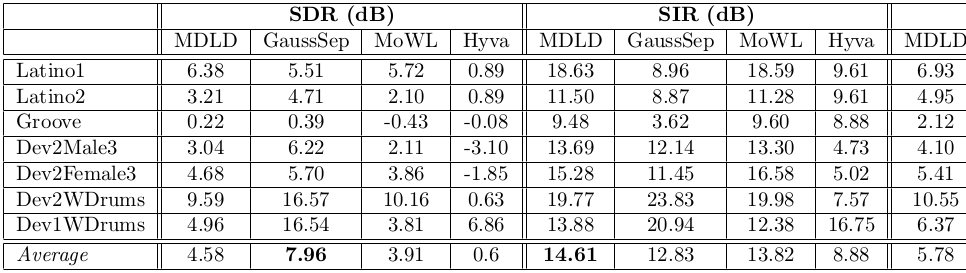 SDR (dB) SIR (dB)
MDLD GaussSep MoWL Hyva MDLD GaussSep MoWL Hyva MDLD
Latino1 6.38 5.51 5.72 0.89 18.63 8.96 18.59 9.61 6.93
Latino2 3.21 4.71 2.10 0.89 11.50 8.87 11.28 9.61 4.95
Groove 0.22 0.39 -0.43 -0.08 9.48 3.62 9.60 8.88 2.12
Dev2Male3 3.04 6.22 2.11 -3.10 13.69 12.14 13.30 4.73 4.10
Dev2Female3 4.68 5.70 3.86 -1.85 15.28 11.45 16.58 5.02 5.41
Dev2WDrums 9.59 16.57 10.16 0.63 19.77 23.83 19.98 7.57 10.55
Dev1WDrums 4.96 16.54 3.81 6.86 13.88 20.94 12.38 16.75 6.37
Average 4.58 7.96 3.91 0.6 14.61 12.83 13.82 8.88 5.78